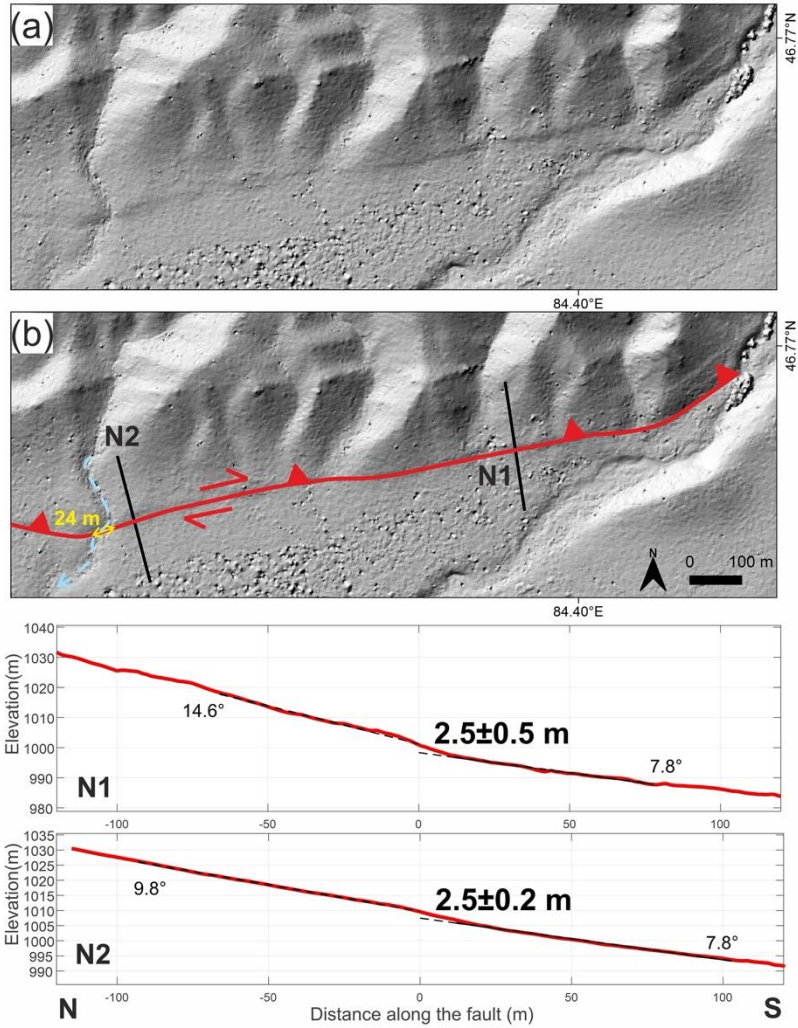 (a)
46.77°N
84.40°E
(b)
46.77°N
N2
N1
24 m
N
0 100 m
84.40°E
1040
1030
1020
1010
1000
990
980
Elevation(m)
14.6°
2.5±0.5 m
7.8°
N1
-100 -50 0 50 100
1035
1030
1025
1020
1015
1010
1005
1000
995
990
Elevation(m)
9.8°
2.5±0.2 m
7.8°
N2
-100 -50 0 50 100
N Distance along the fault (m) S